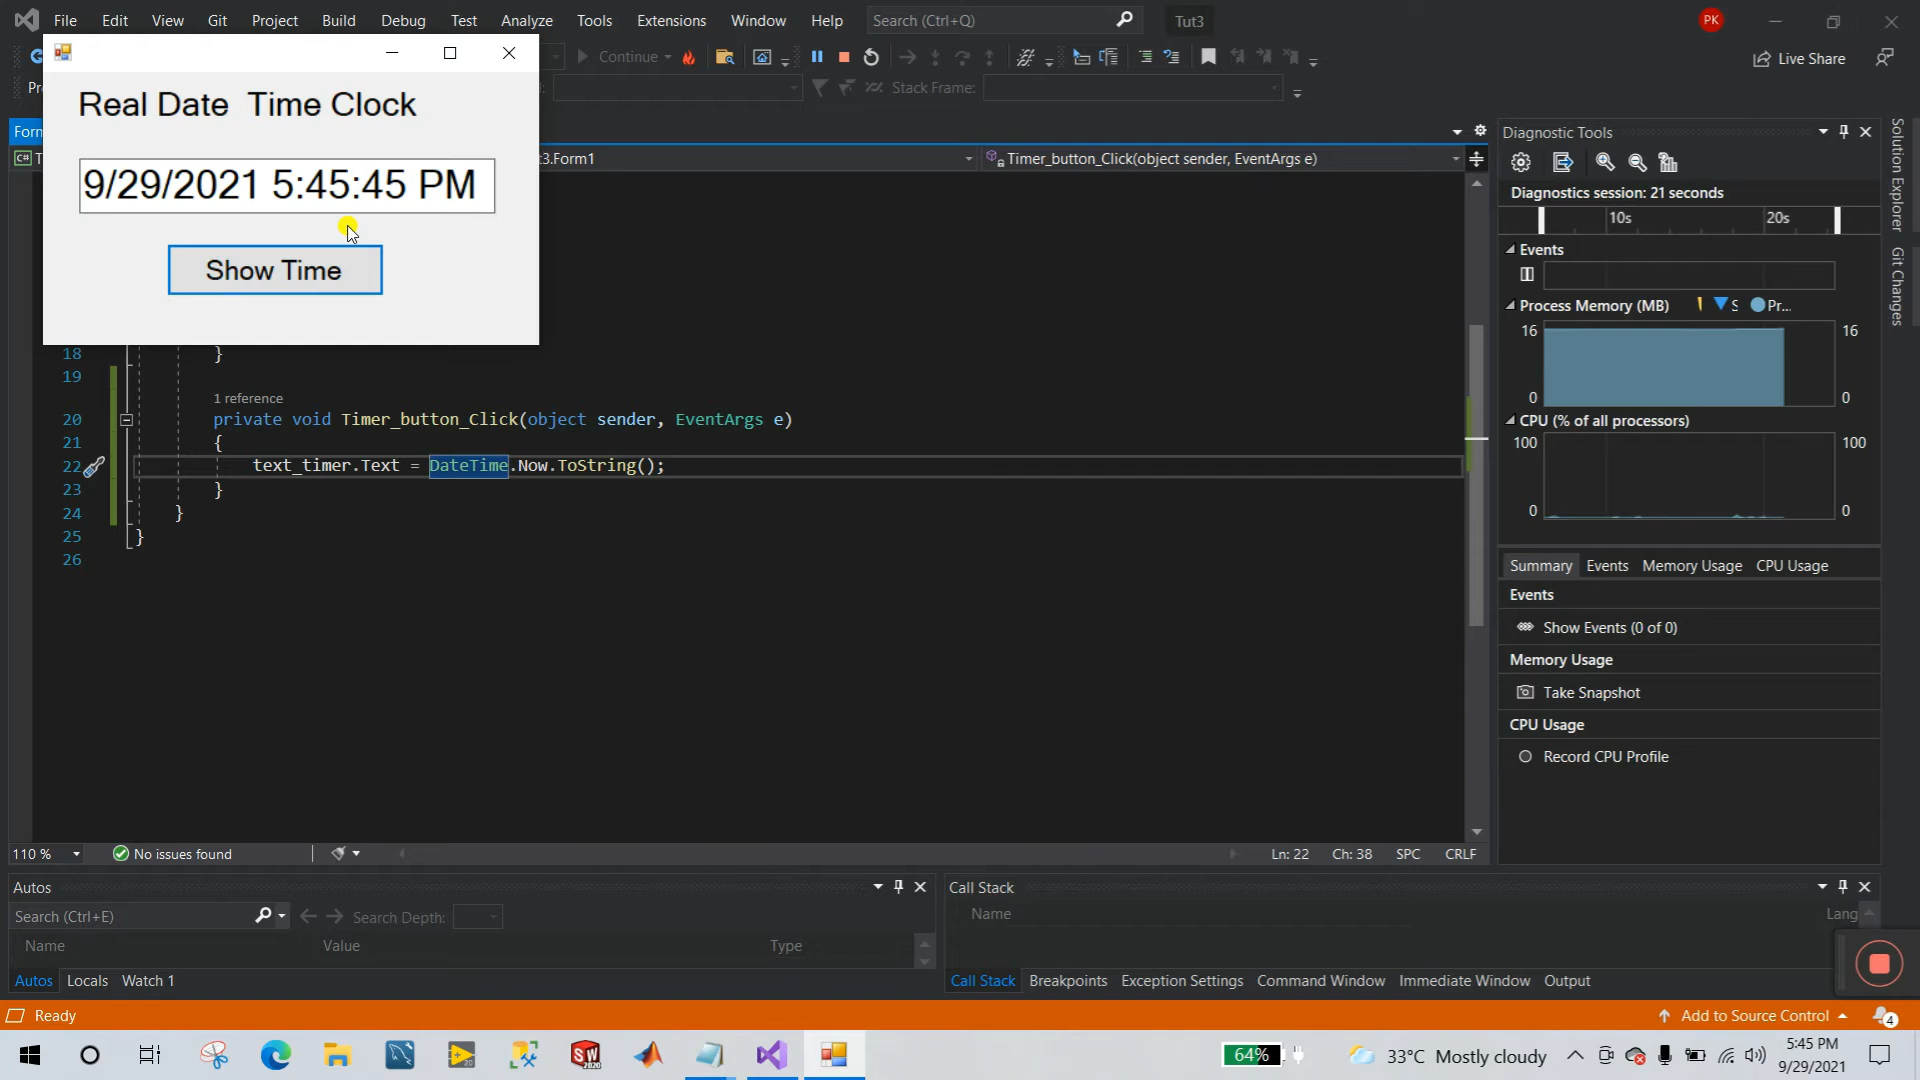 File Edit View Git Project Build Debug Test Analyze Tools Extensions Window Help Search (Ctrl+Q) Tut3 PK
Continue Live Share
Stack Frame:
Real Date Time Clock
9/29/2021 5:45:45 PM
Show Time
Form
3.Form1 Timer_button_Click(object sender, EventArgs e)
18 }
19
1 reference
20 private void Timer_button_Click(object sender, EventArgs e)
21 {
22 text_timer.Text = DateTime.Now.ToString();
23 }
24 }
25 }
26
110 % No issues found Ln: 22 Ch: 38 SPC CRLF
Diagnostic Tools
Diagnostics session: 21 seconds
10s 20s
Events
Process Memory (MB) S Pr...
16 16
0 0
CPU (% of all processors)
100 100
0 0
Summary Events Memory Usage CPU Usage
Events
Show Events (0 of 0)
Memory Usage
Take Snapshot
CPU Usage
Record CPU Profile
Solution Explorer
Git Changes
Autos
Search (Ctrl+E) Search Depth:
Name Value Type
Autos Locals Watch 1
Call Stack
Name Lang
Call Stack Breakpoints Exception Settings Command Window Immediate Window Output
Ready Add to Source Control 4
64% 33°C Mostly cloudy 5:45 PM
9/29/2021